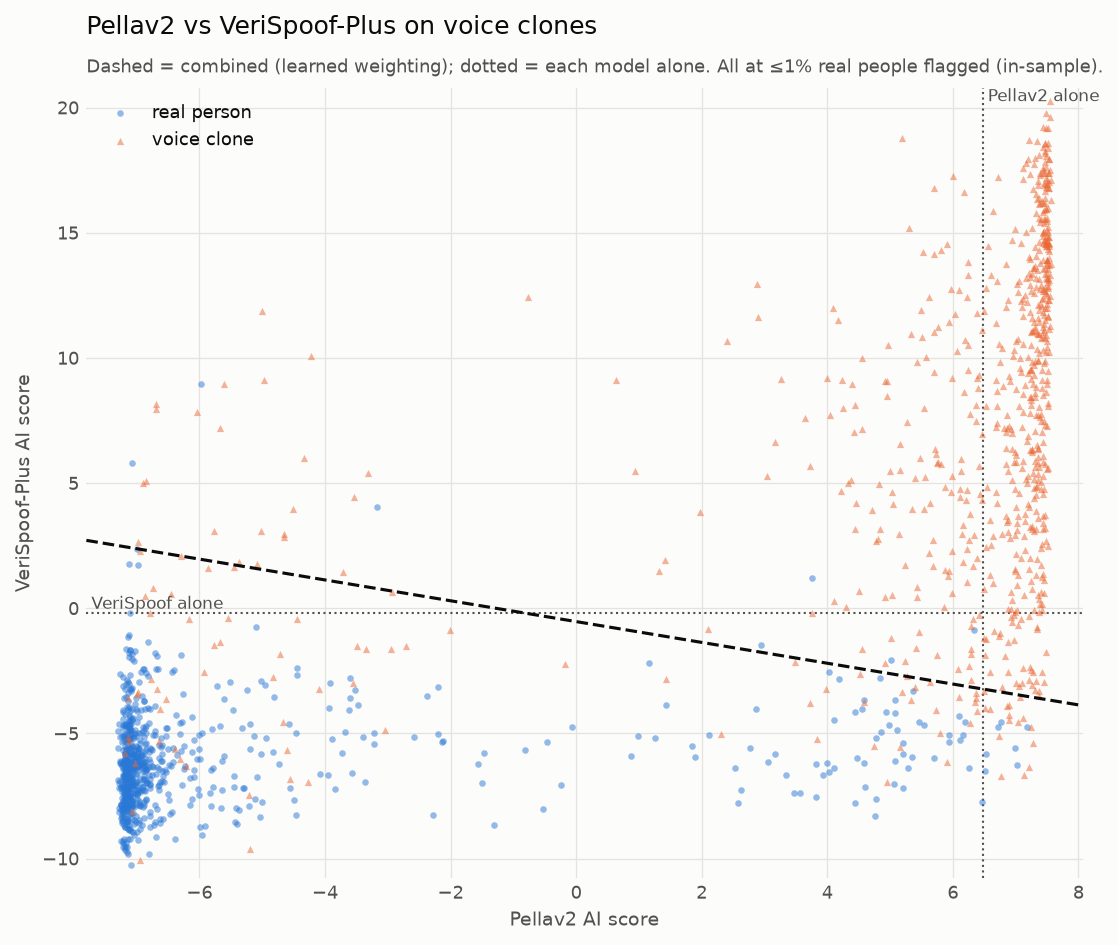 Pellav2 vs VeriSpoof-Plus on voice clones
Dashed = combined (learned weighting); dotted = each model alone. All at ≤1% real people flagged (in-sample).
Pellav2 alone
real person
voice clone
VeriSpoof alone
20
15
10
5
0
−5
−10
VeriSpoof-Plus AI score
−6
−4
−2
0
2
4
6
8
Pellav2 AI score